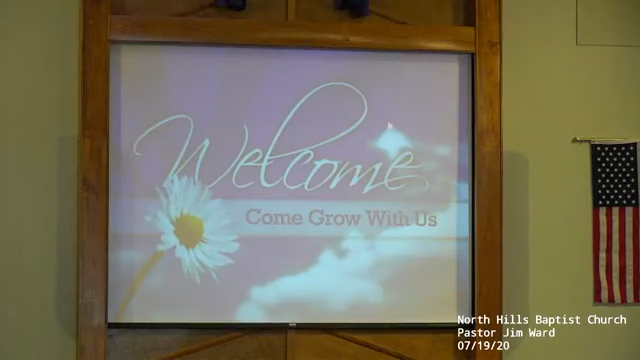 Welcome
Come Grow With Us
North Hills Baptist Church
Pastor Jim Ward
07/19/20